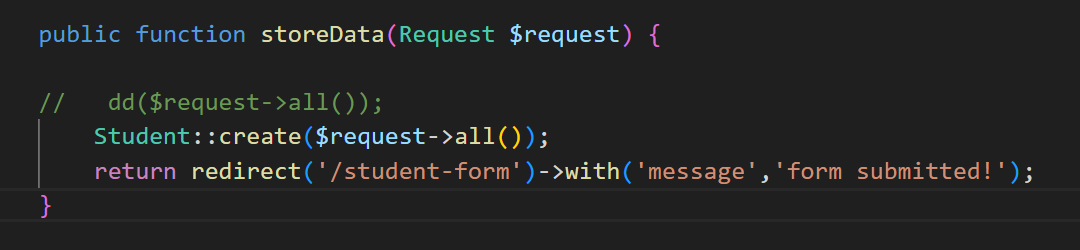 public function storeData(Request $request) {
//   dd($request->all());
Student::create($request->all());
return redirect('/student-form')->with('message','form submitted!');
}